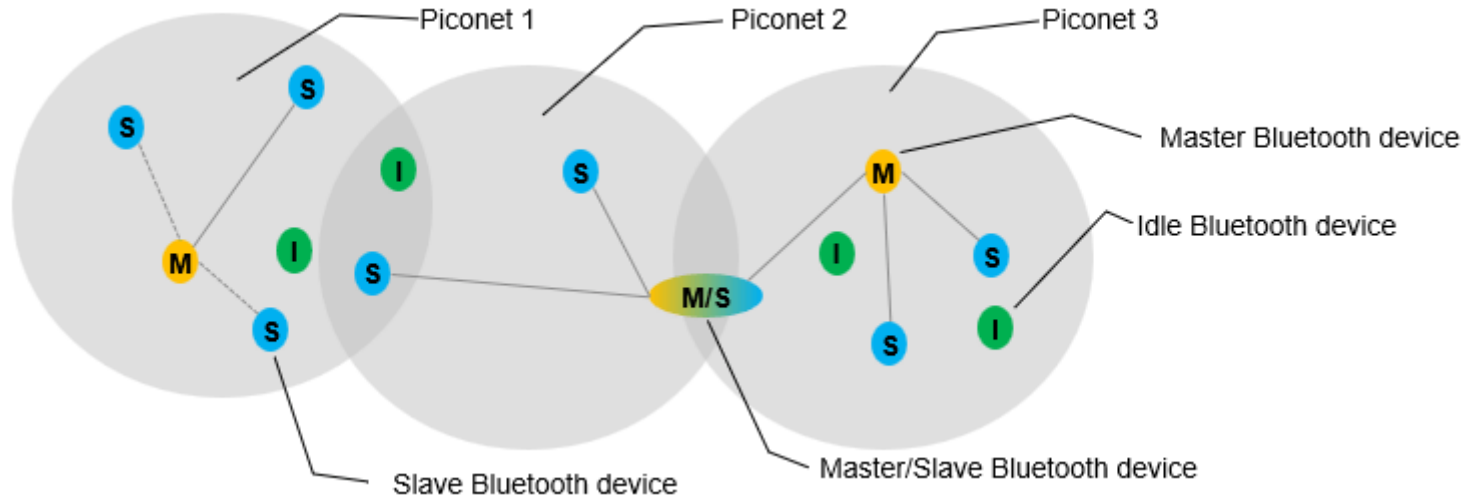 Piconet 1
Piconet 2
Piconet 3
S
S
Master Bluetooth device
I
S
M
I
Idle Bluetooth device
M
I
S
S
M/S
S
S
I
Slave Bluetooth device
Master/Slave Bluetooth device